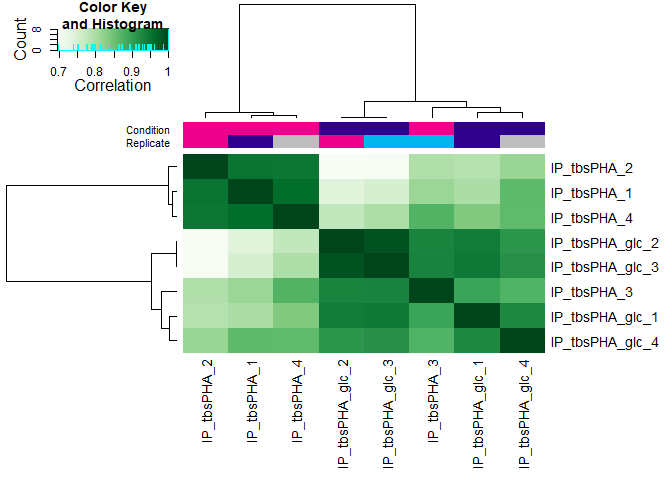 Color Key
and Histogram
Count
0
8
0.7
0.8
0.9
1
Correlation
Condition
Replicate
IP_tbsPHA_2
IP_tbsPHA_1
IP_tbsPHA_4
IP_tbsPHA_glc_2
IP_tbsPHA_glc_3
IP_tbsPHA_3
IP_tbsPHA_glc_1
IP_tbsPHA_glc_4
IP_tbsPHA_2
IP_tbsPHA_1
IP_tbsPHA_4
IP_tbsPHA_glc_2
IP_tbsPHA_glc_3
IP_tbsPHA_3
IP_tbsPHA_glc_1
IP_tbsPHA_glc_4